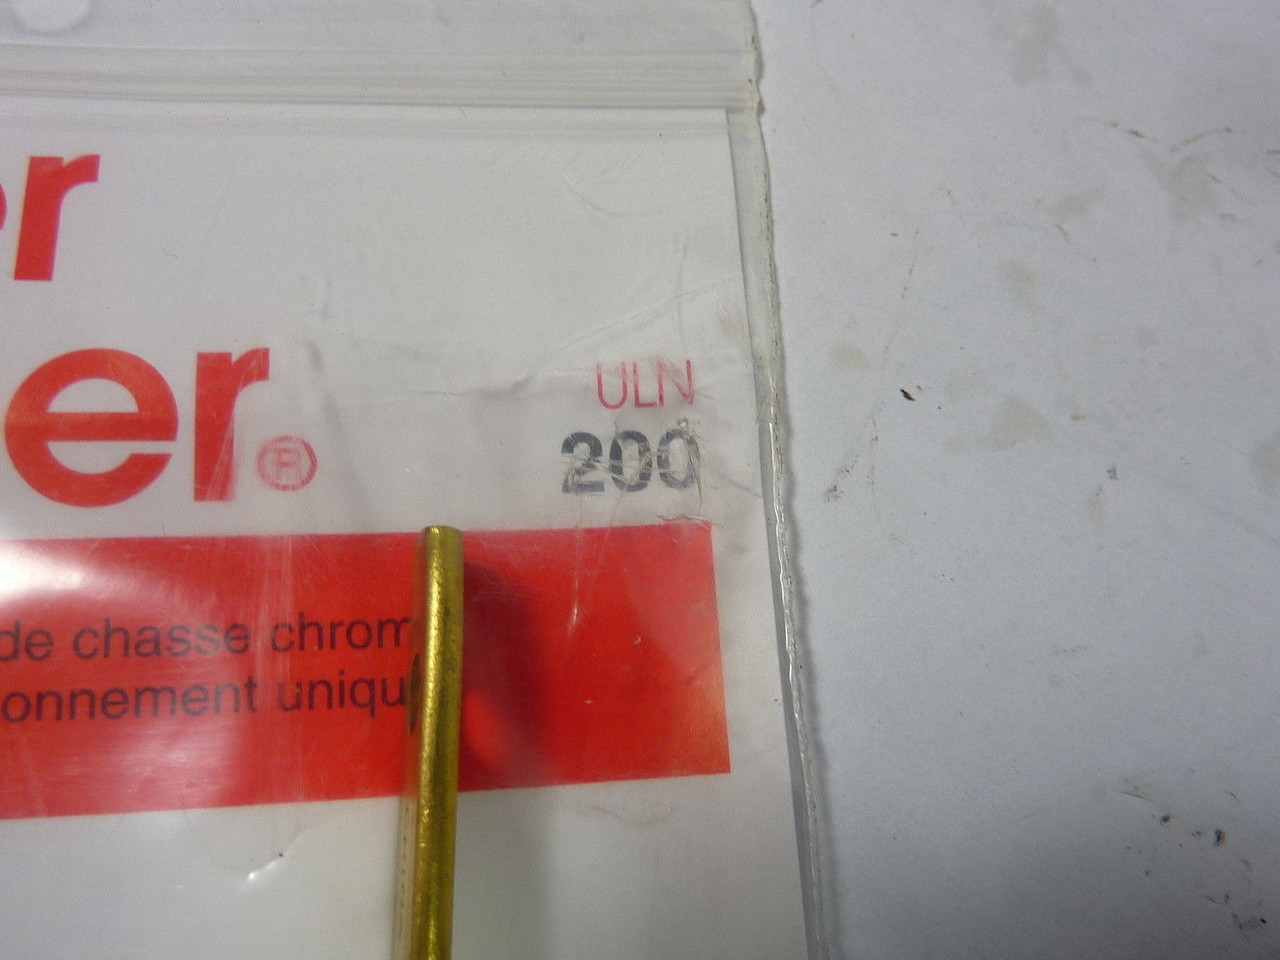 er
er®
ULN
200
de chasse chrom
onnement uniqu